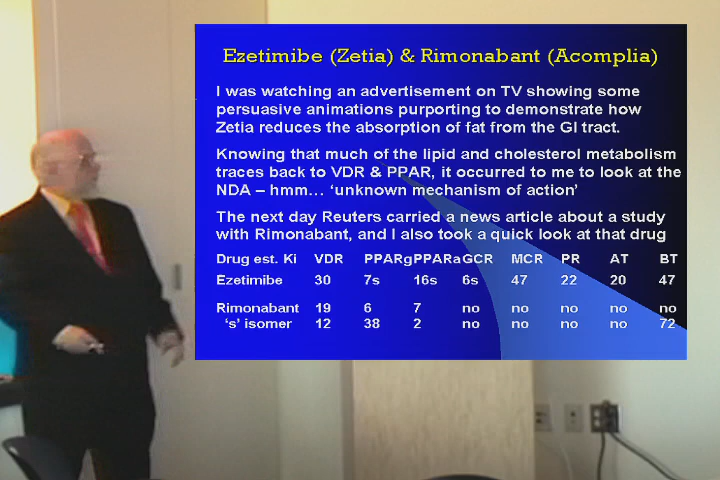 Ezetimibe (Zetia) & Rimonabant (Acomplia)
I was watching an advertisement on TV showing some
persuasive animations purporting to demonstrate how
Zetia reduces the absorption of fat from the GI tract.
Knowing that much of the lipid and cholesterol metabolism
traces back to VDR & PPAR, it occurred to me to look at the
NDA – hmm... ‘unknown mechanism of action’
The next day Reuters carried a news article about a study
with Rimonabant, and I also took a quick look at that drug
Drug est. Ki VDR PPARg PPARa GCR MCR PR AT BT
Ezetimibe 30 7s 16s 6s 47 22 20 47
Rimonabant 19 6 7 no no no no no
‘s’ isomer 12 38 2 no no no no 72